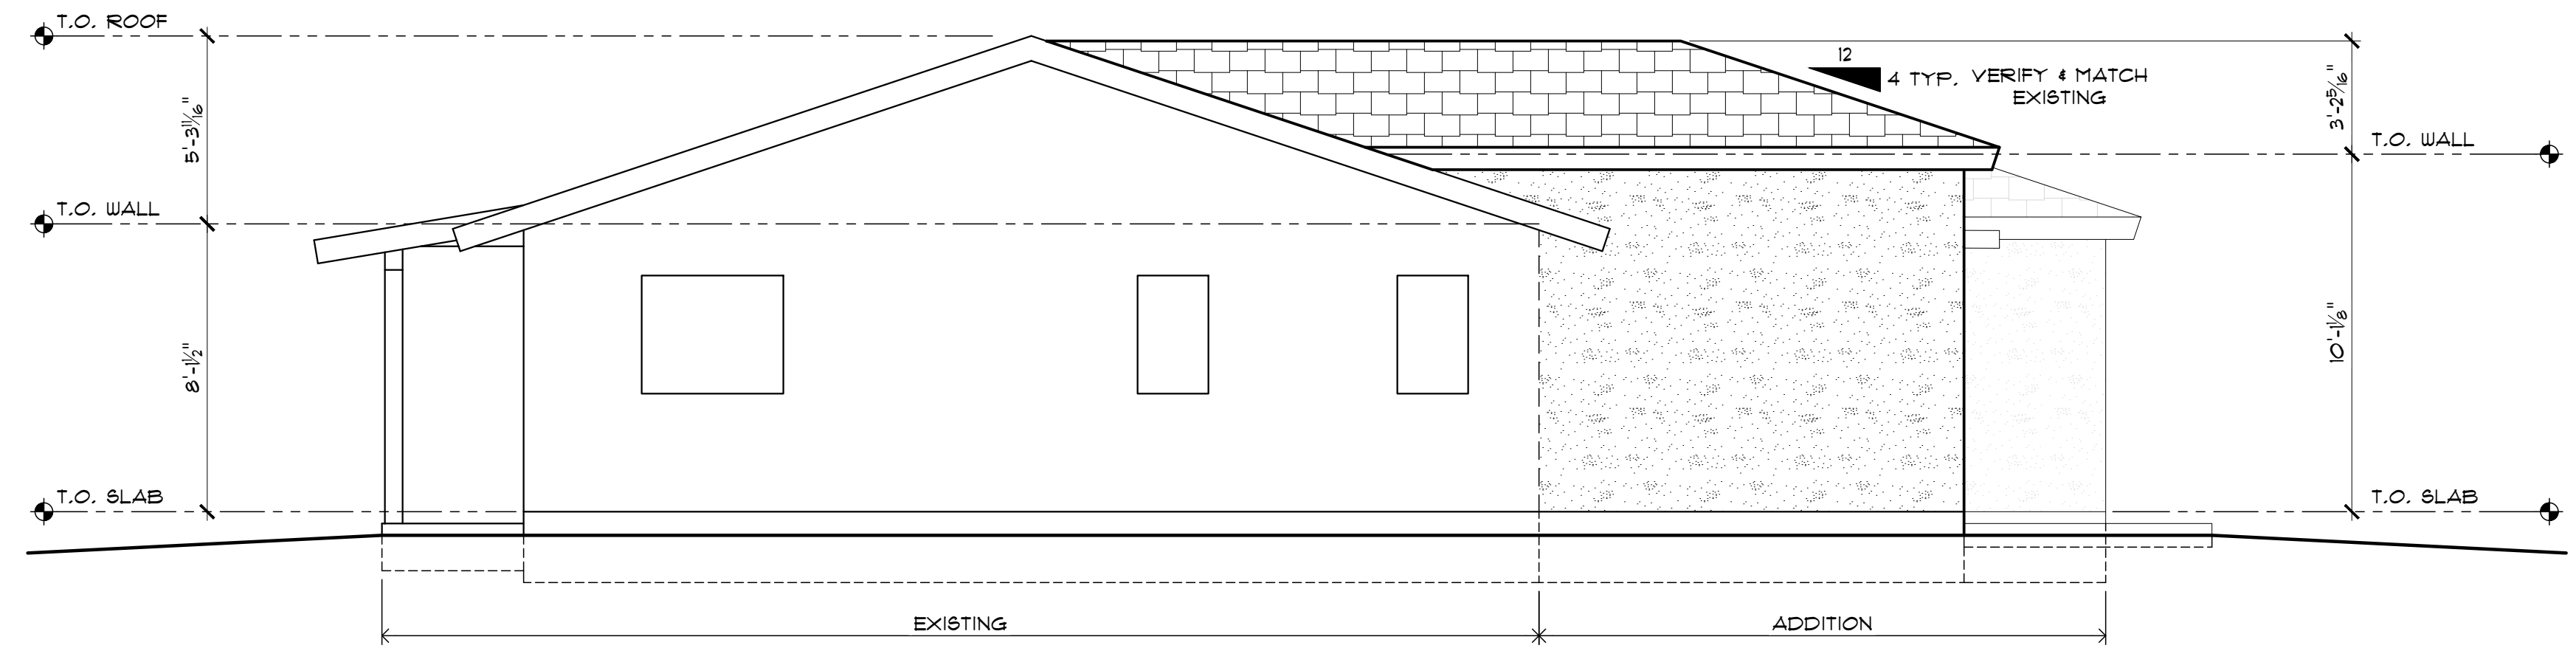 T.O. ROOF
12
4 TYP. VERIFY & MATCH
EXISTING
5'-3 11/16"
3'-2 5/16"
T.O. WALL
T.O. WALL
8'-1 1/2"
10'-1 1/8"
T.O. SLAB
T.O. SLAB
EXISTING
ADDITION